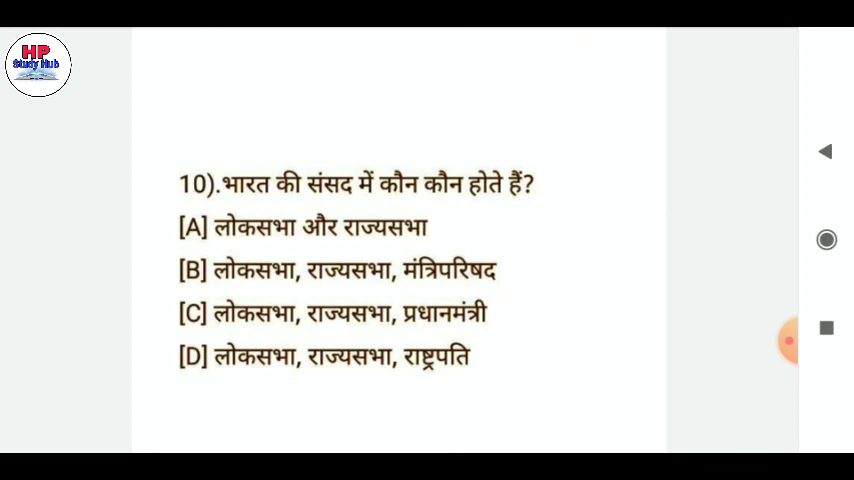 HP
Study Hub
10).भारत की संसद में कौन कौन होते हैं?
[A] लोकसभा और राज्यसभा
[B] लोकसभा, राज्यसभा, मंत्रिपरिषद
[C] लोकसभा, राज्यसभा, प्रधानमंत्री
[D] लोकसभा, राज्यसभा, राष्ट्रपति